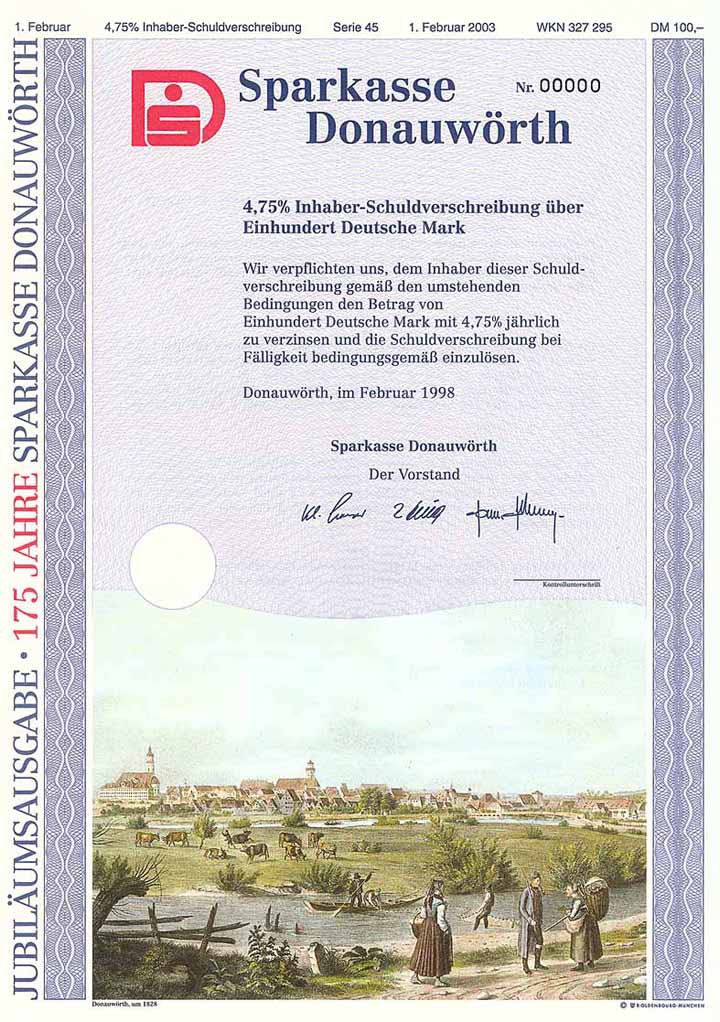 1. Februar 4,75% Inhaber-Schuldverschreibung Serie 45 1. Februar 2003 WKN 327 295 DM 100,–
JUBILÄUMSAUSGABE • 175 JAHRE SPARKASSE DONAUWÖRTH
Sparkasse
Donauwörth
Nr. 00000
4,75% Inhaber-Schuldverschreibung über
Einhundert Deutsche Mark
Wir verpflichten uns, dem Inhaber dieser Schuld-
verschreibung gemäß den umstehenden
Bedingungen den Betrag von
Einhundert Deutsche Mark mit 4,75% jährlich
zu verzinsen und die Schuldverschreibung bei
Fälligkeit bedingungsgemäß einzulösen.
Donauwörth, im Februar 1998
Sparkasse Donauwörth
Der Vorstand
Kontrollunterschrift
Donauwörth, um 1828
© R·OLDENBOURG·MÜNCHEN